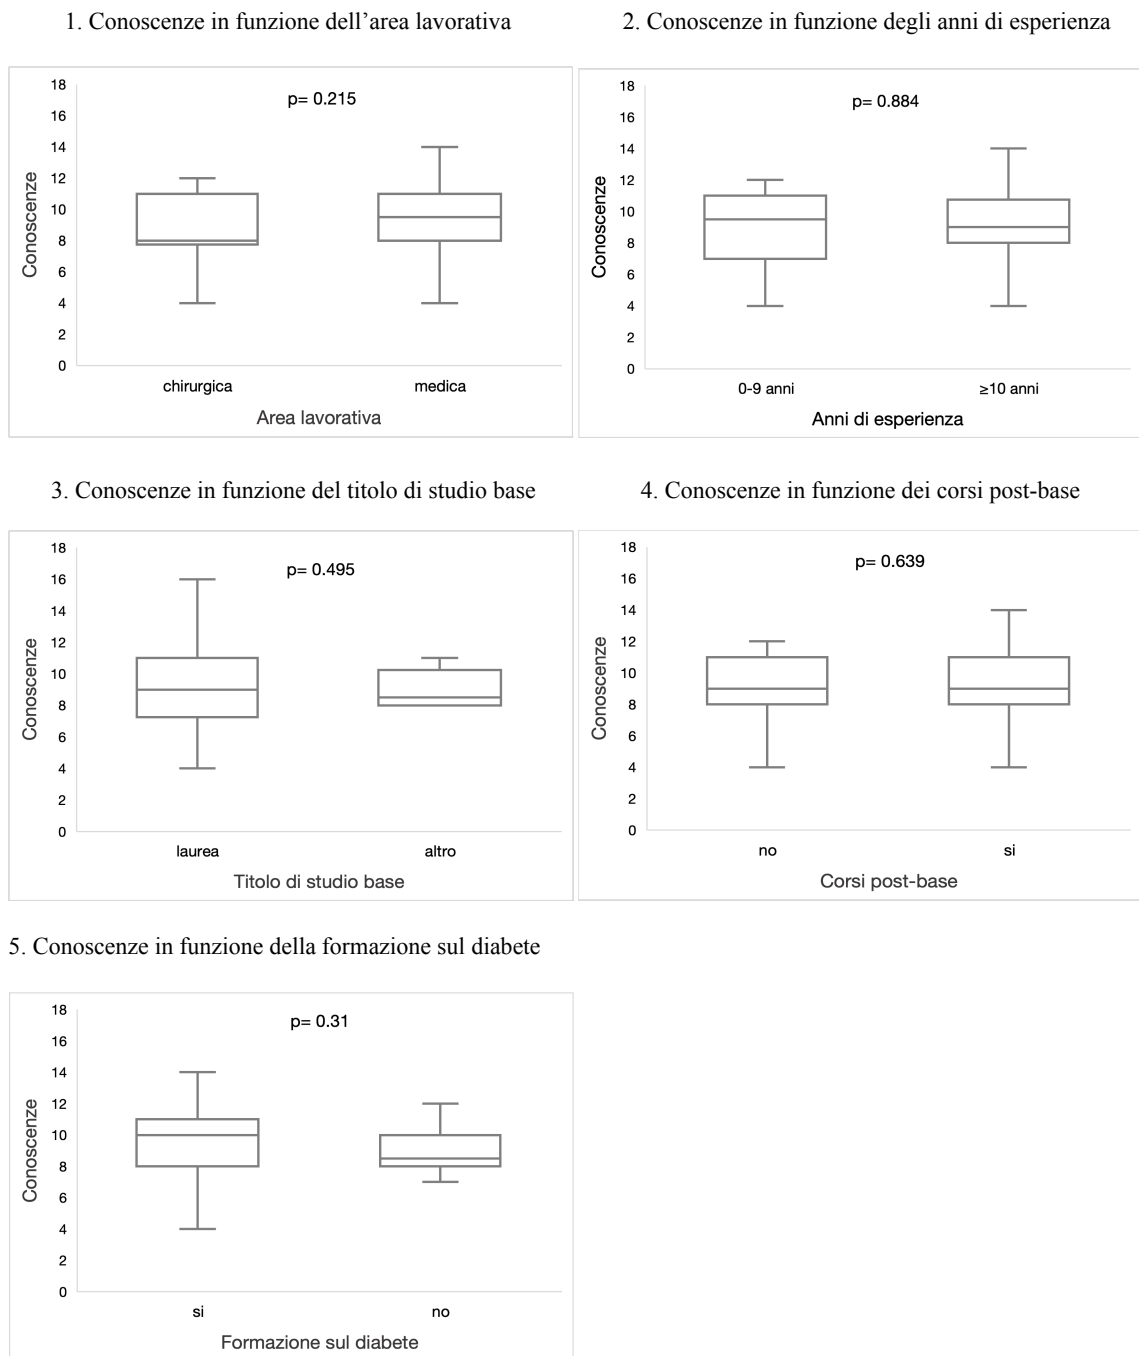 1. Conoscenze in funzione dell’area lavorativa
18
16
14
12
10
8
6
4
2
0
Conoscenze
p= 0.215
chirurgica
medica
Area lavorativa
2. Conoscenze in funzione degli anni di esperienza
18
16
14
12
10
8
6
4
2
0
Conoscenze
p= 0.884
0-9 anni
≥10 anni
Anni di esperienza
3. Conoscenze in funzione del titolo di studio base
18
16
14
12
10
8
6
4
2
0
Conoscenze
p= 0.495
laurea
altro
Titolo di studio base
4. Conoscenze in funzione dei corsi post-base
18
16
14
12
10
8
6
4
2
0
Conoscenze
p= 0.639
no
si
Corsi post-base
5. Conoscenze in funzione della formazione sul diabete
18
16
14
12
10
8
6
4
2
0
Conoscenze
p= 0.31
si
no
Formazione sul diabete